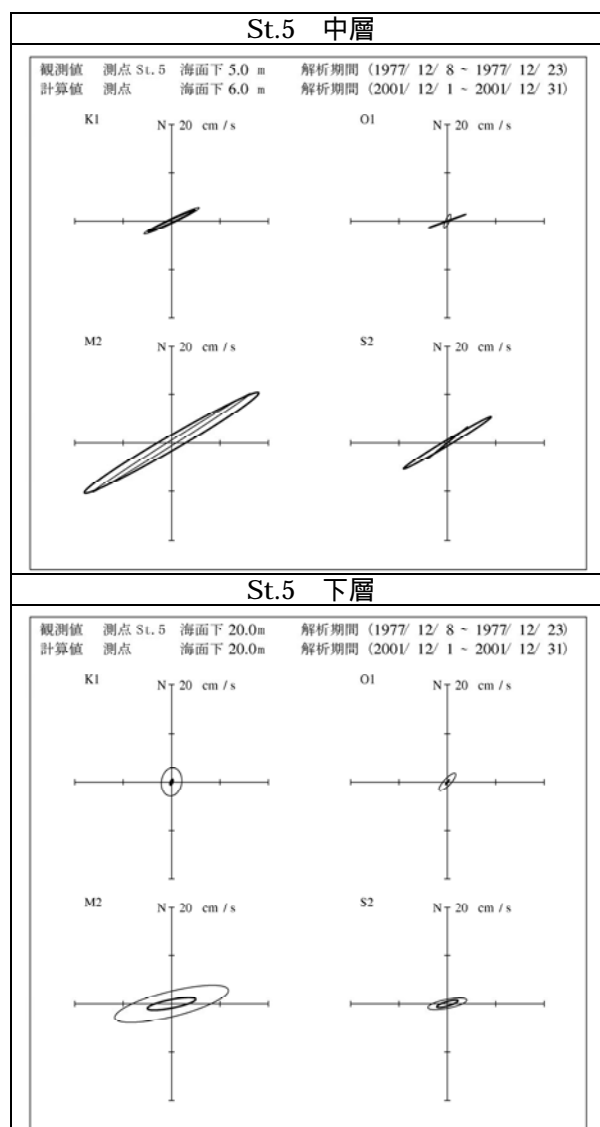 St.5 中層
観測値 測点 St.5 海面下 5.0 m 解析期間 (1977/ 12/ 8 ~ 1977/ 12/ 23)
計算値 測点 海面下 6.0 m 解析期間 (2001/ 12/ 1 ~ 2001/ 12/ 31)
K1 N 20 cm / s O1 N 20 cm / s
M2 N 20 cm / s S2 N 20 cm / s
St.5 下層
観測値 測点 St.5 海面下 20.0m 解析期間 (1977/ 12/ 8 ~ 1977/ 12/ 23)
計算値 測点 海面下 20.0m 解析期間 (2001/ 12/ 1 ~ 2001/ 12/ 31)
K1 N 20 cm / s O1 N 20 cm / s
M2 N 20 cm / s S2 N 20 cm / s